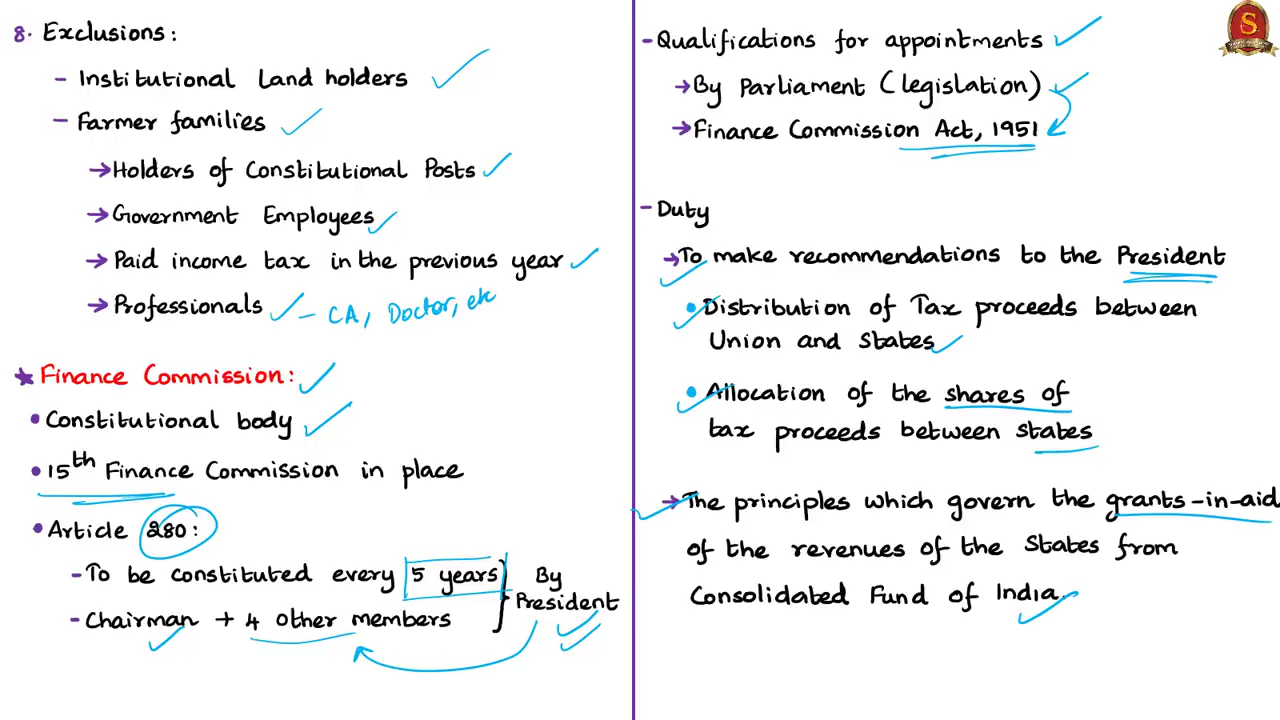 8. Exclusions:
- Institutional Land holders
- Farmer families
→ Holders of Constitutional Posts
→ Government Employees
→ Paid income tax in the previous year
→ Professionals - CA, Doctor, etc
★ Finance Commission:
• Constitutional body
• 15th Finance Commission in place
• Article 280:
- To be constituted every 5 years
- Chairman + 4 other members
By
President
- Qualifications for appointments
→ By Parliament (legislation)
→ Finance Commission Act, 1951
- Duty
→ To make recommendations to the President
• Distribution of Tax proceeds between
Union and States
• Allocation of the shares of
tax proceeds between states
→ The principles which govern the grants-in-aid
of the revenues of the States from
Consolidated Fund of India.
S